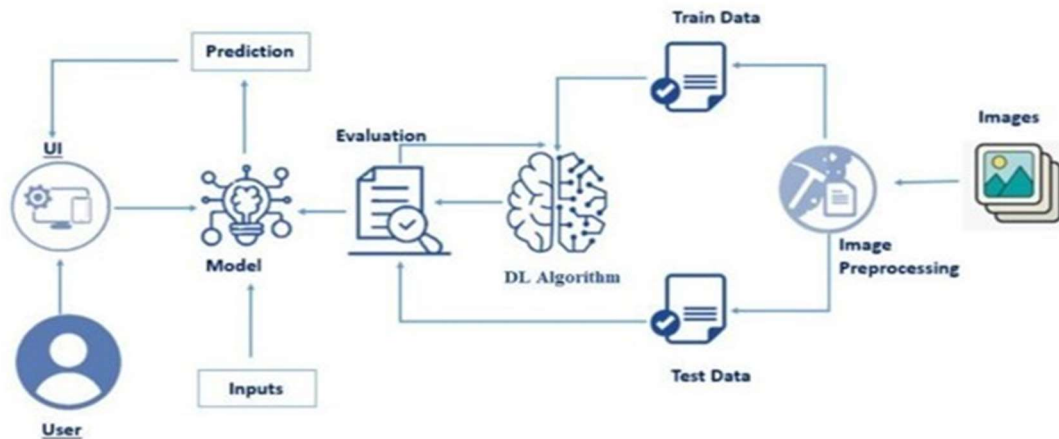 Train Data
Prediction
Images
Evaluation
UI
Model
DL Algorithm
Image
Preprocessing
Inputs
Test Data
User